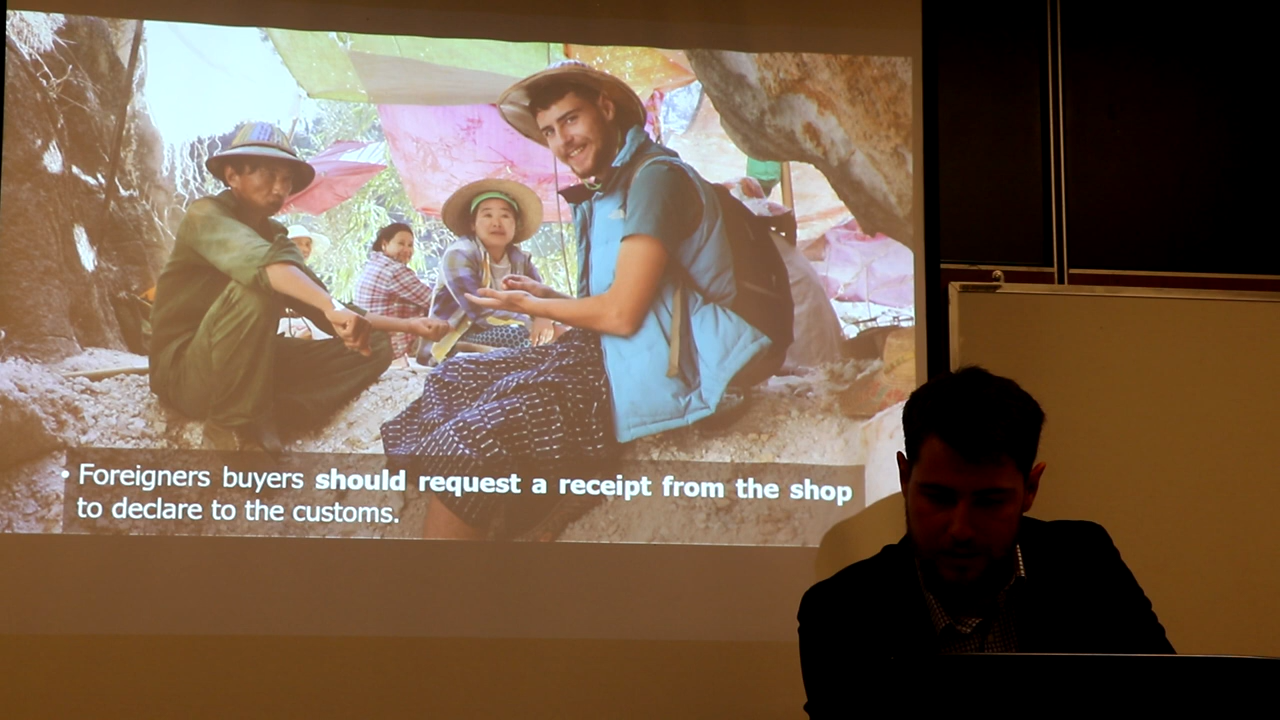 • Foreigners buyers should request a receipt from the shop
to declare to the customs.